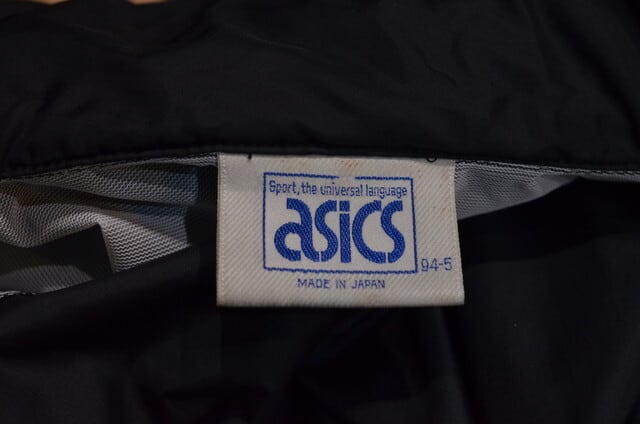 Sport, the universal language
asics
94-5
MADE IN JAPAN